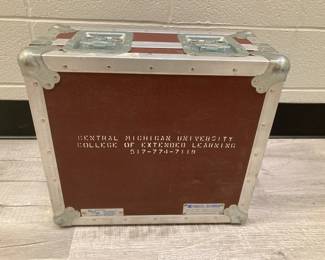 CENTRAL MICHIGAN UNIVERSITY
COLLEGE OF EXTENDED LEARNING
517-774-7118